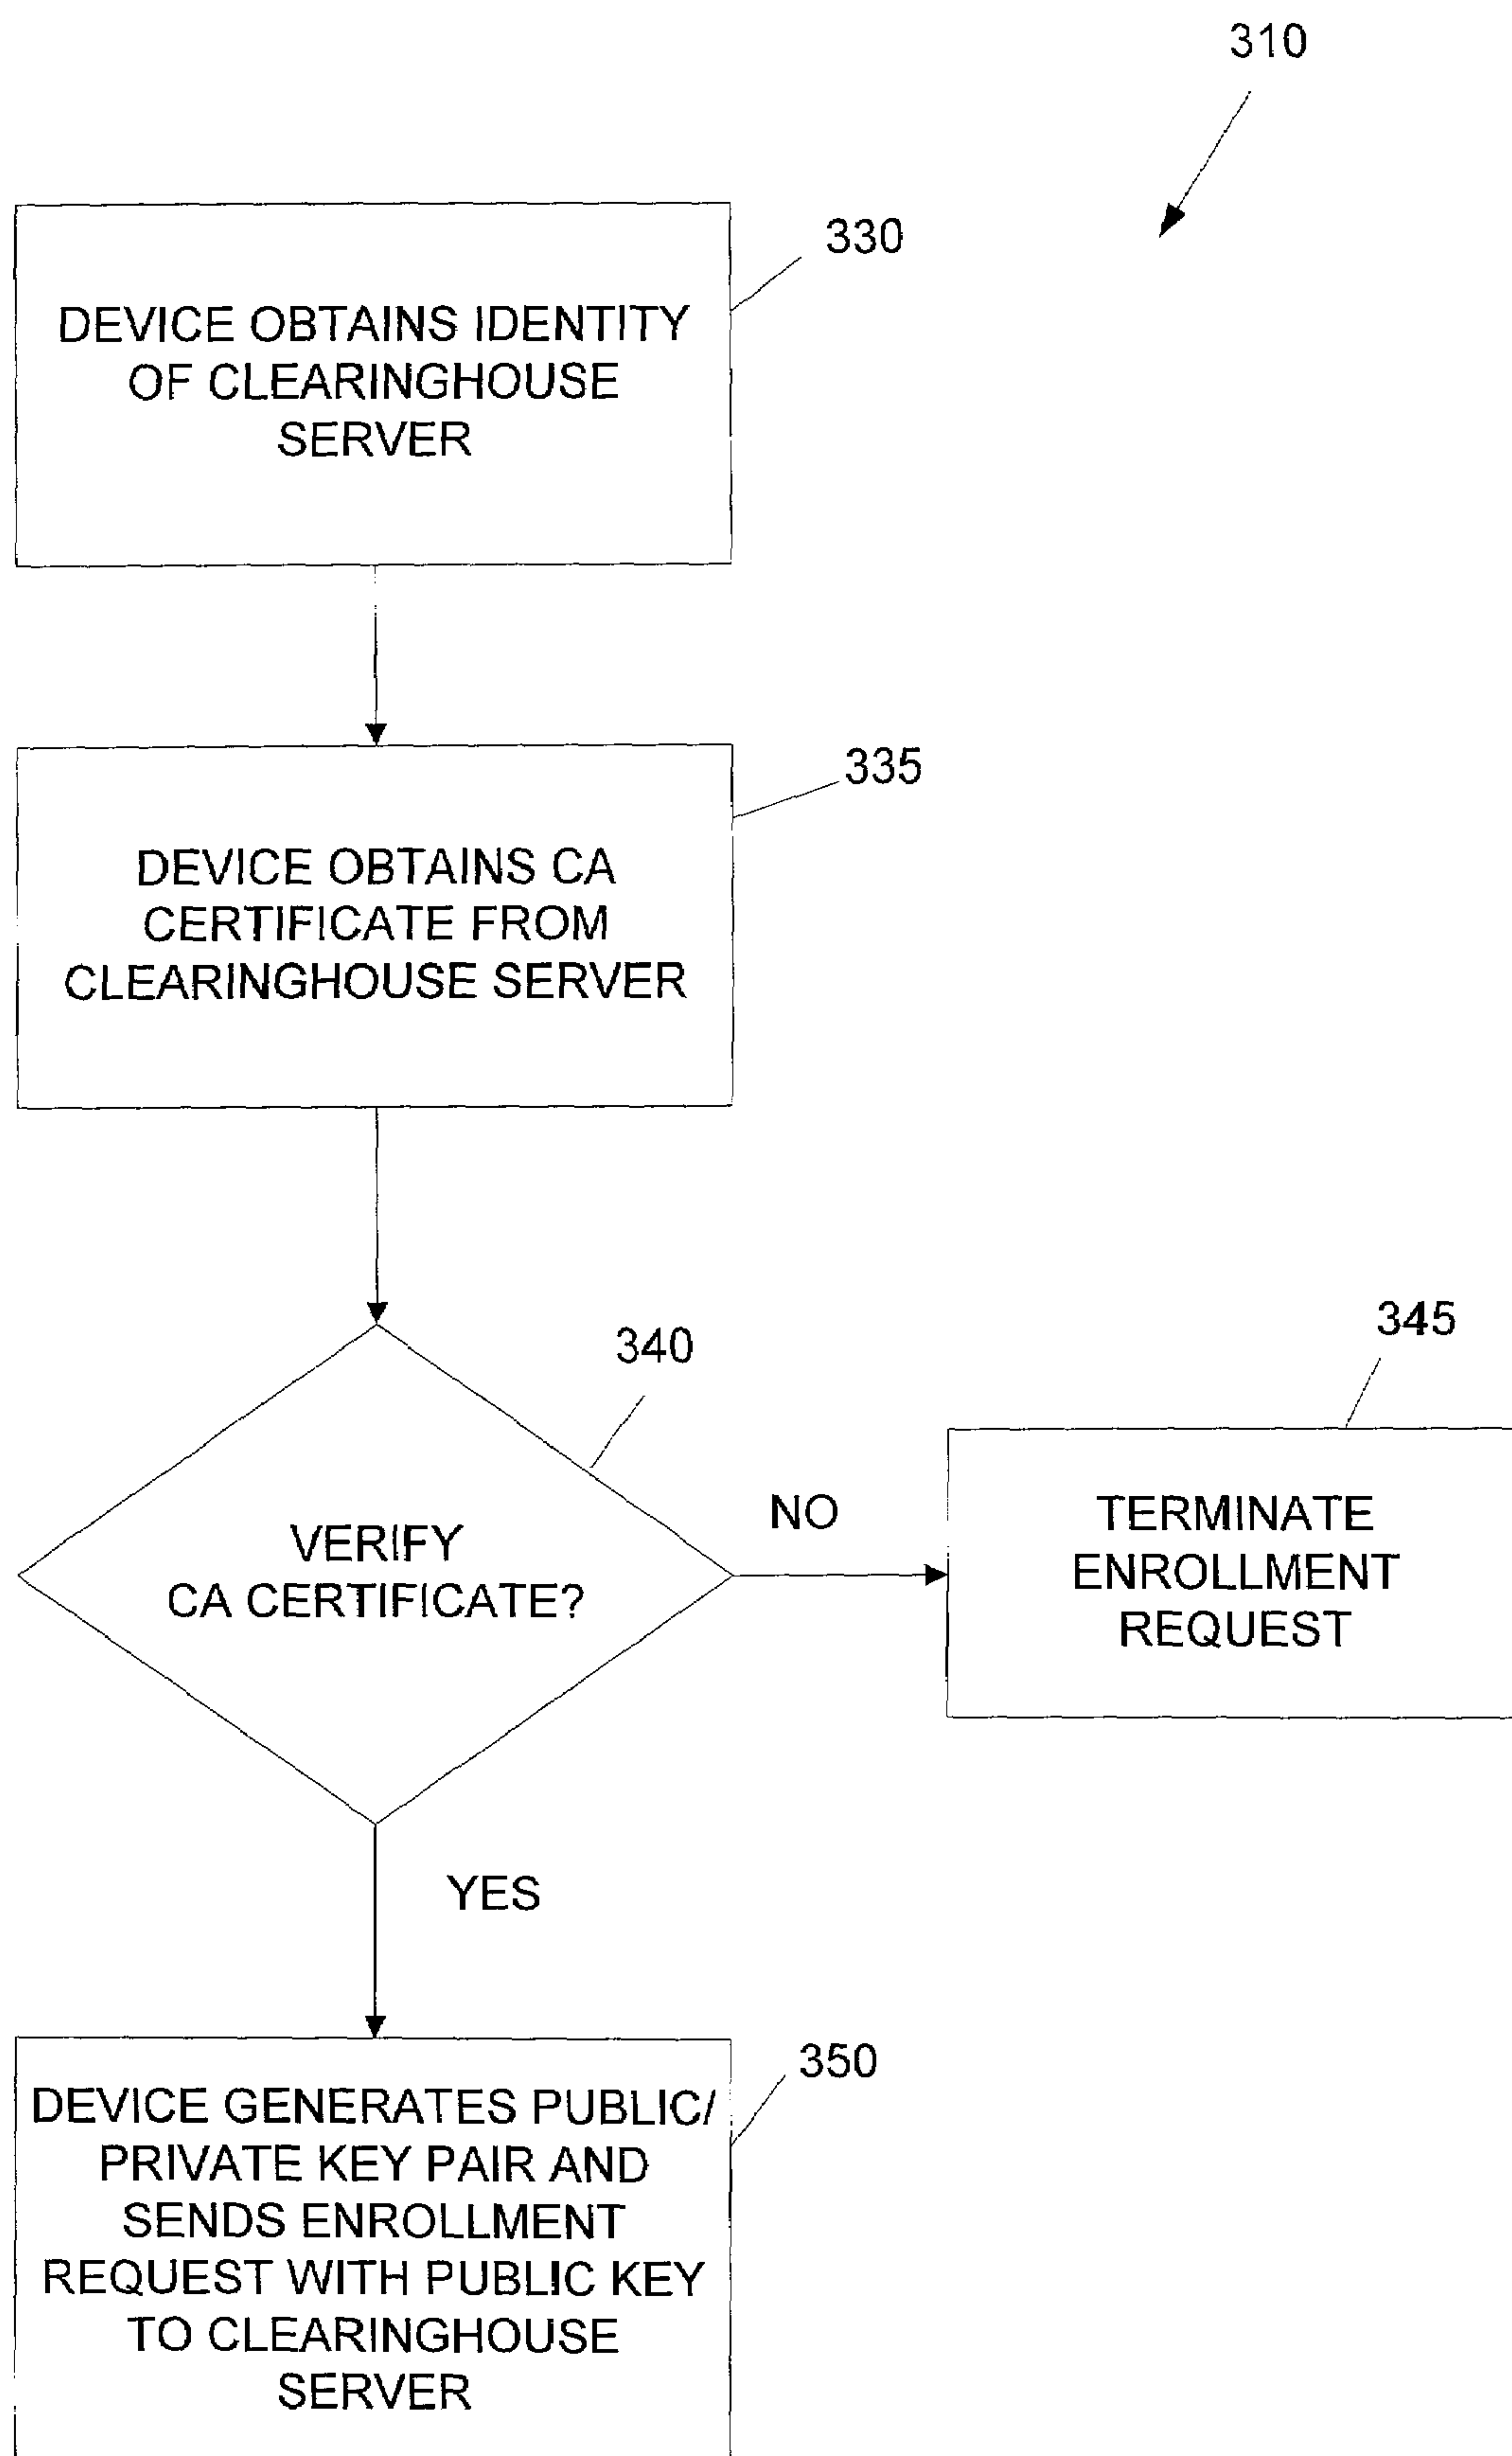 310
330
DEVICE OBTAINS IDENTITY
OF CLEARINGHOUSE
SERVER
335
DEVICE OBTAINS CA
CERTIFICATE FROM
CLEARINGHOUSE SERVER
340
VERIFY
CA CERTIFICATE?
NO
345
TERMINATE
ENROLLMENT
REQUEST
YES
350
DEVICE GENERATES PUBLIC/
PRIVATE KEY PAIR AND
SENDS ENROLLMENT
REQUEST WITH PUBLIC KEY
TO CLEARINGHOUSE
SERVER